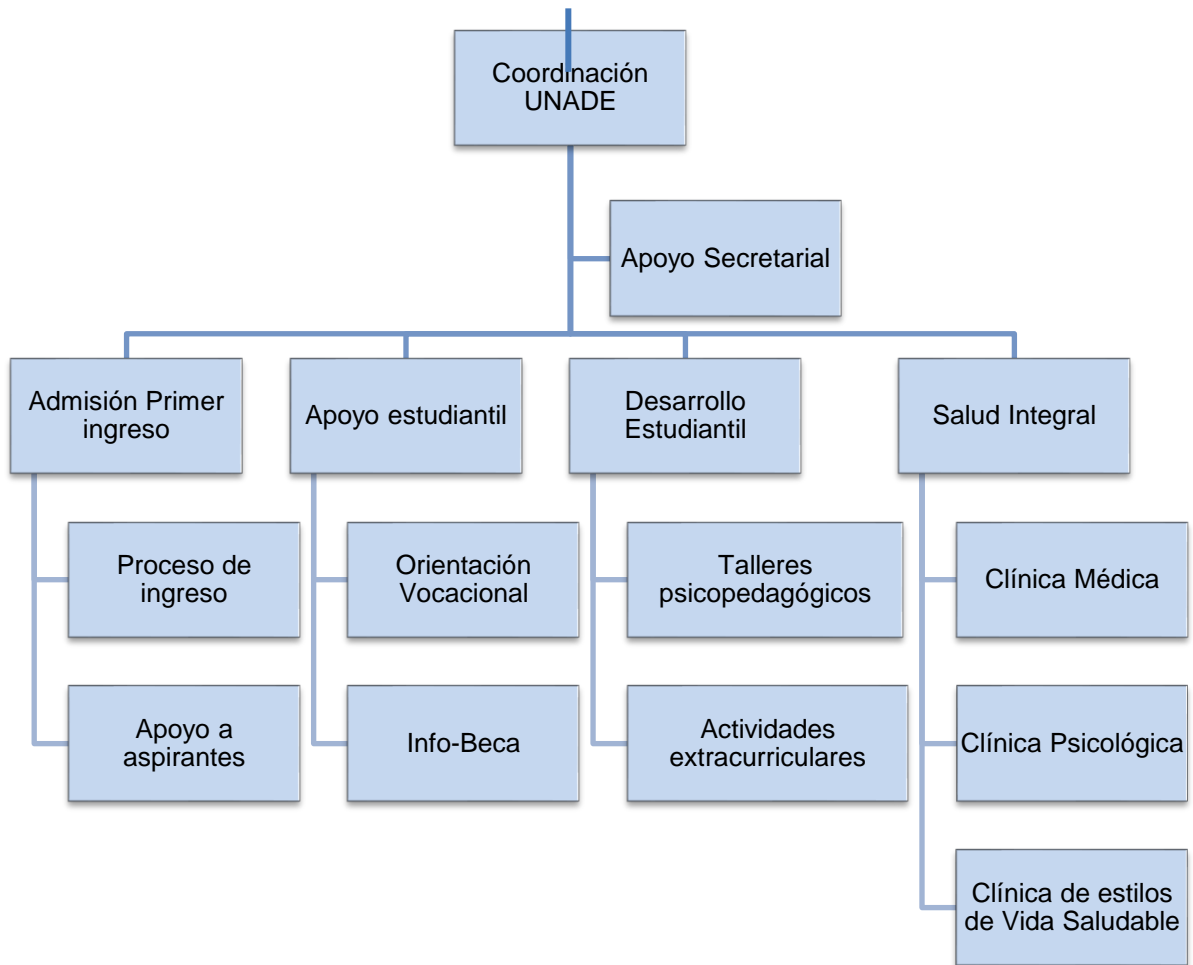 Coordinación
UNADE
Apoyo Secretarial
Admisión Primer
ingreso
Apoyo estudiantil
Desarrollo
Estudiantil
Salud Integral
Proceso de
ingreso
Orientación
Vocacional
Talleres
psicopedagógicos
Clínica Médica
Apoyo a
aspirantes
Info-Beca
Actividades
extracurriculares
Clínica Psicológica
Clínica de estilos
de Vida Saludable